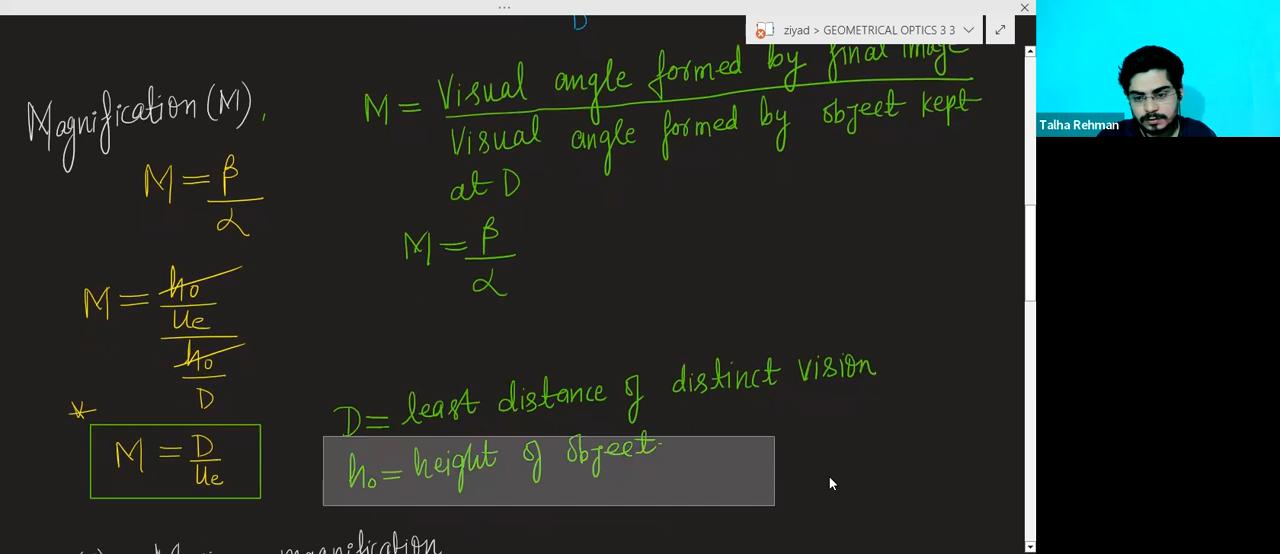 D
ziyad > GEOMETRICAL OPTICS 3 3
Talha Rehman
Magnification (M).
M = β / α
M = h₀/ue / h₀/D
* M = D / ue
M = Visual angle formed by final image / Visual angle formed by object kept
at D
M = β / α
D = least distance of distinct vision
h₀ = height of object
magnification